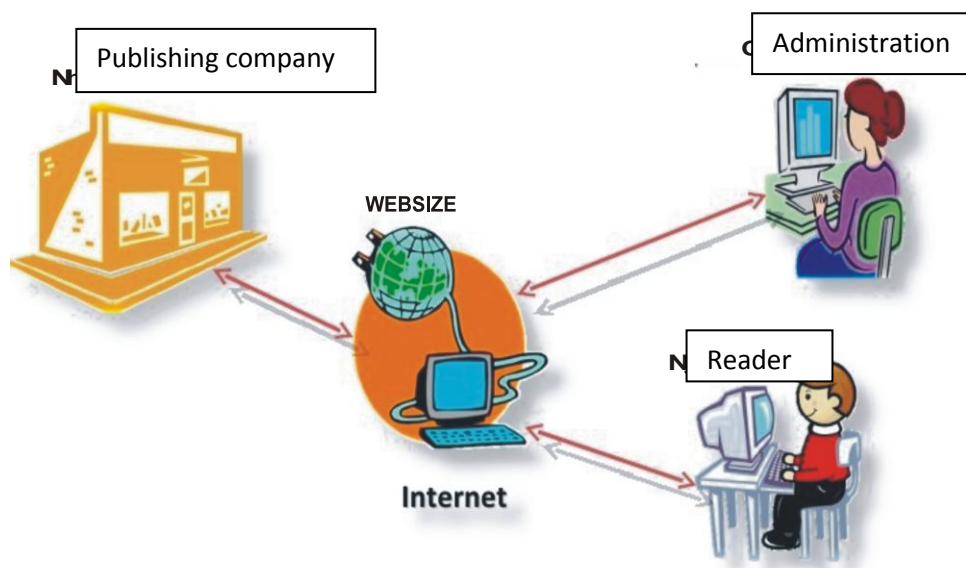 Publishing company
Administration
WEBSIZE
Reader
Internet